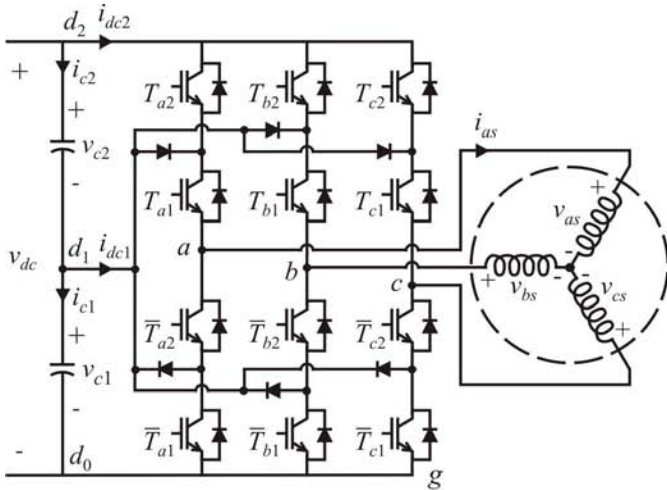 d2 idc2
+ ic2 Ta2 Tb2 Tc2
+
vc2 ias
- Ta1 Tb1 Tc1 +
vas
vdc d1 idc1 a -
b + vbs - - vcs
ic1 c +
+ T̅a2 T̅b2 T̅c2
vc1
-
T̅a1 T̅b1 T̅c1
- d0 g